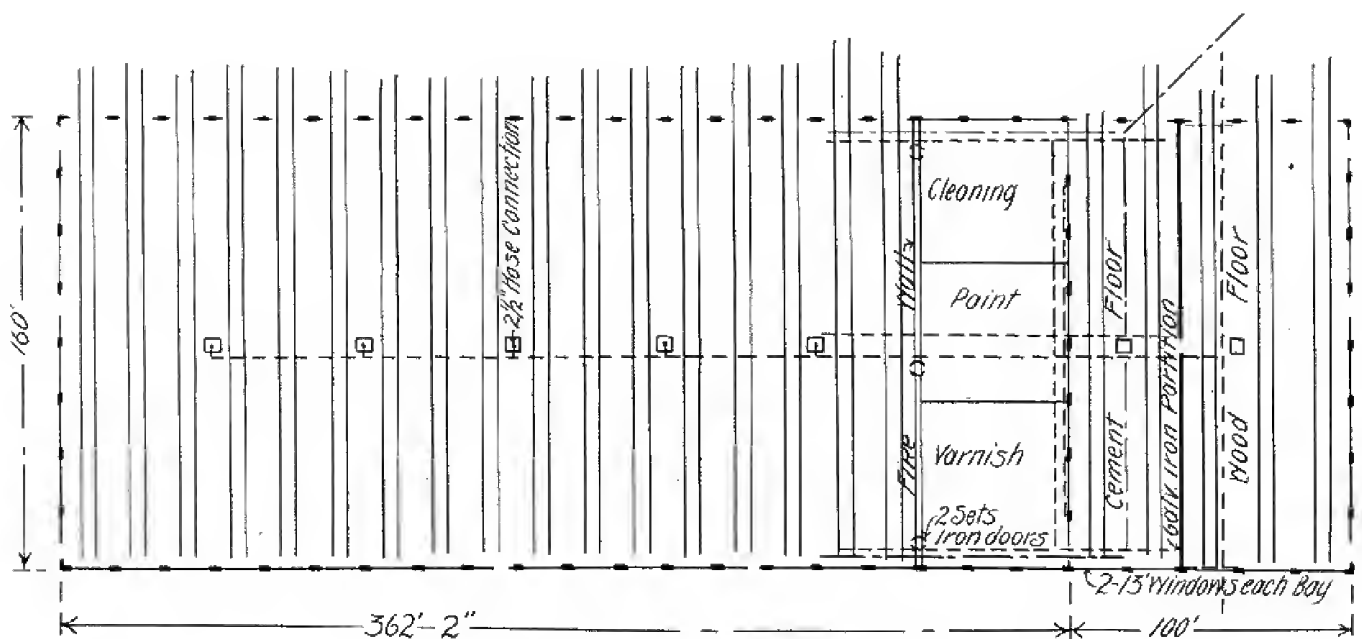 160'
2½" Hose Connection
Fire Walls
Cleaning
Paint
Varnish
2 Sets
Iron doors
Cement Floor
Galv. Iron Partition
Wood Floor
2-13' Windows each Bay
362'-2"
100'